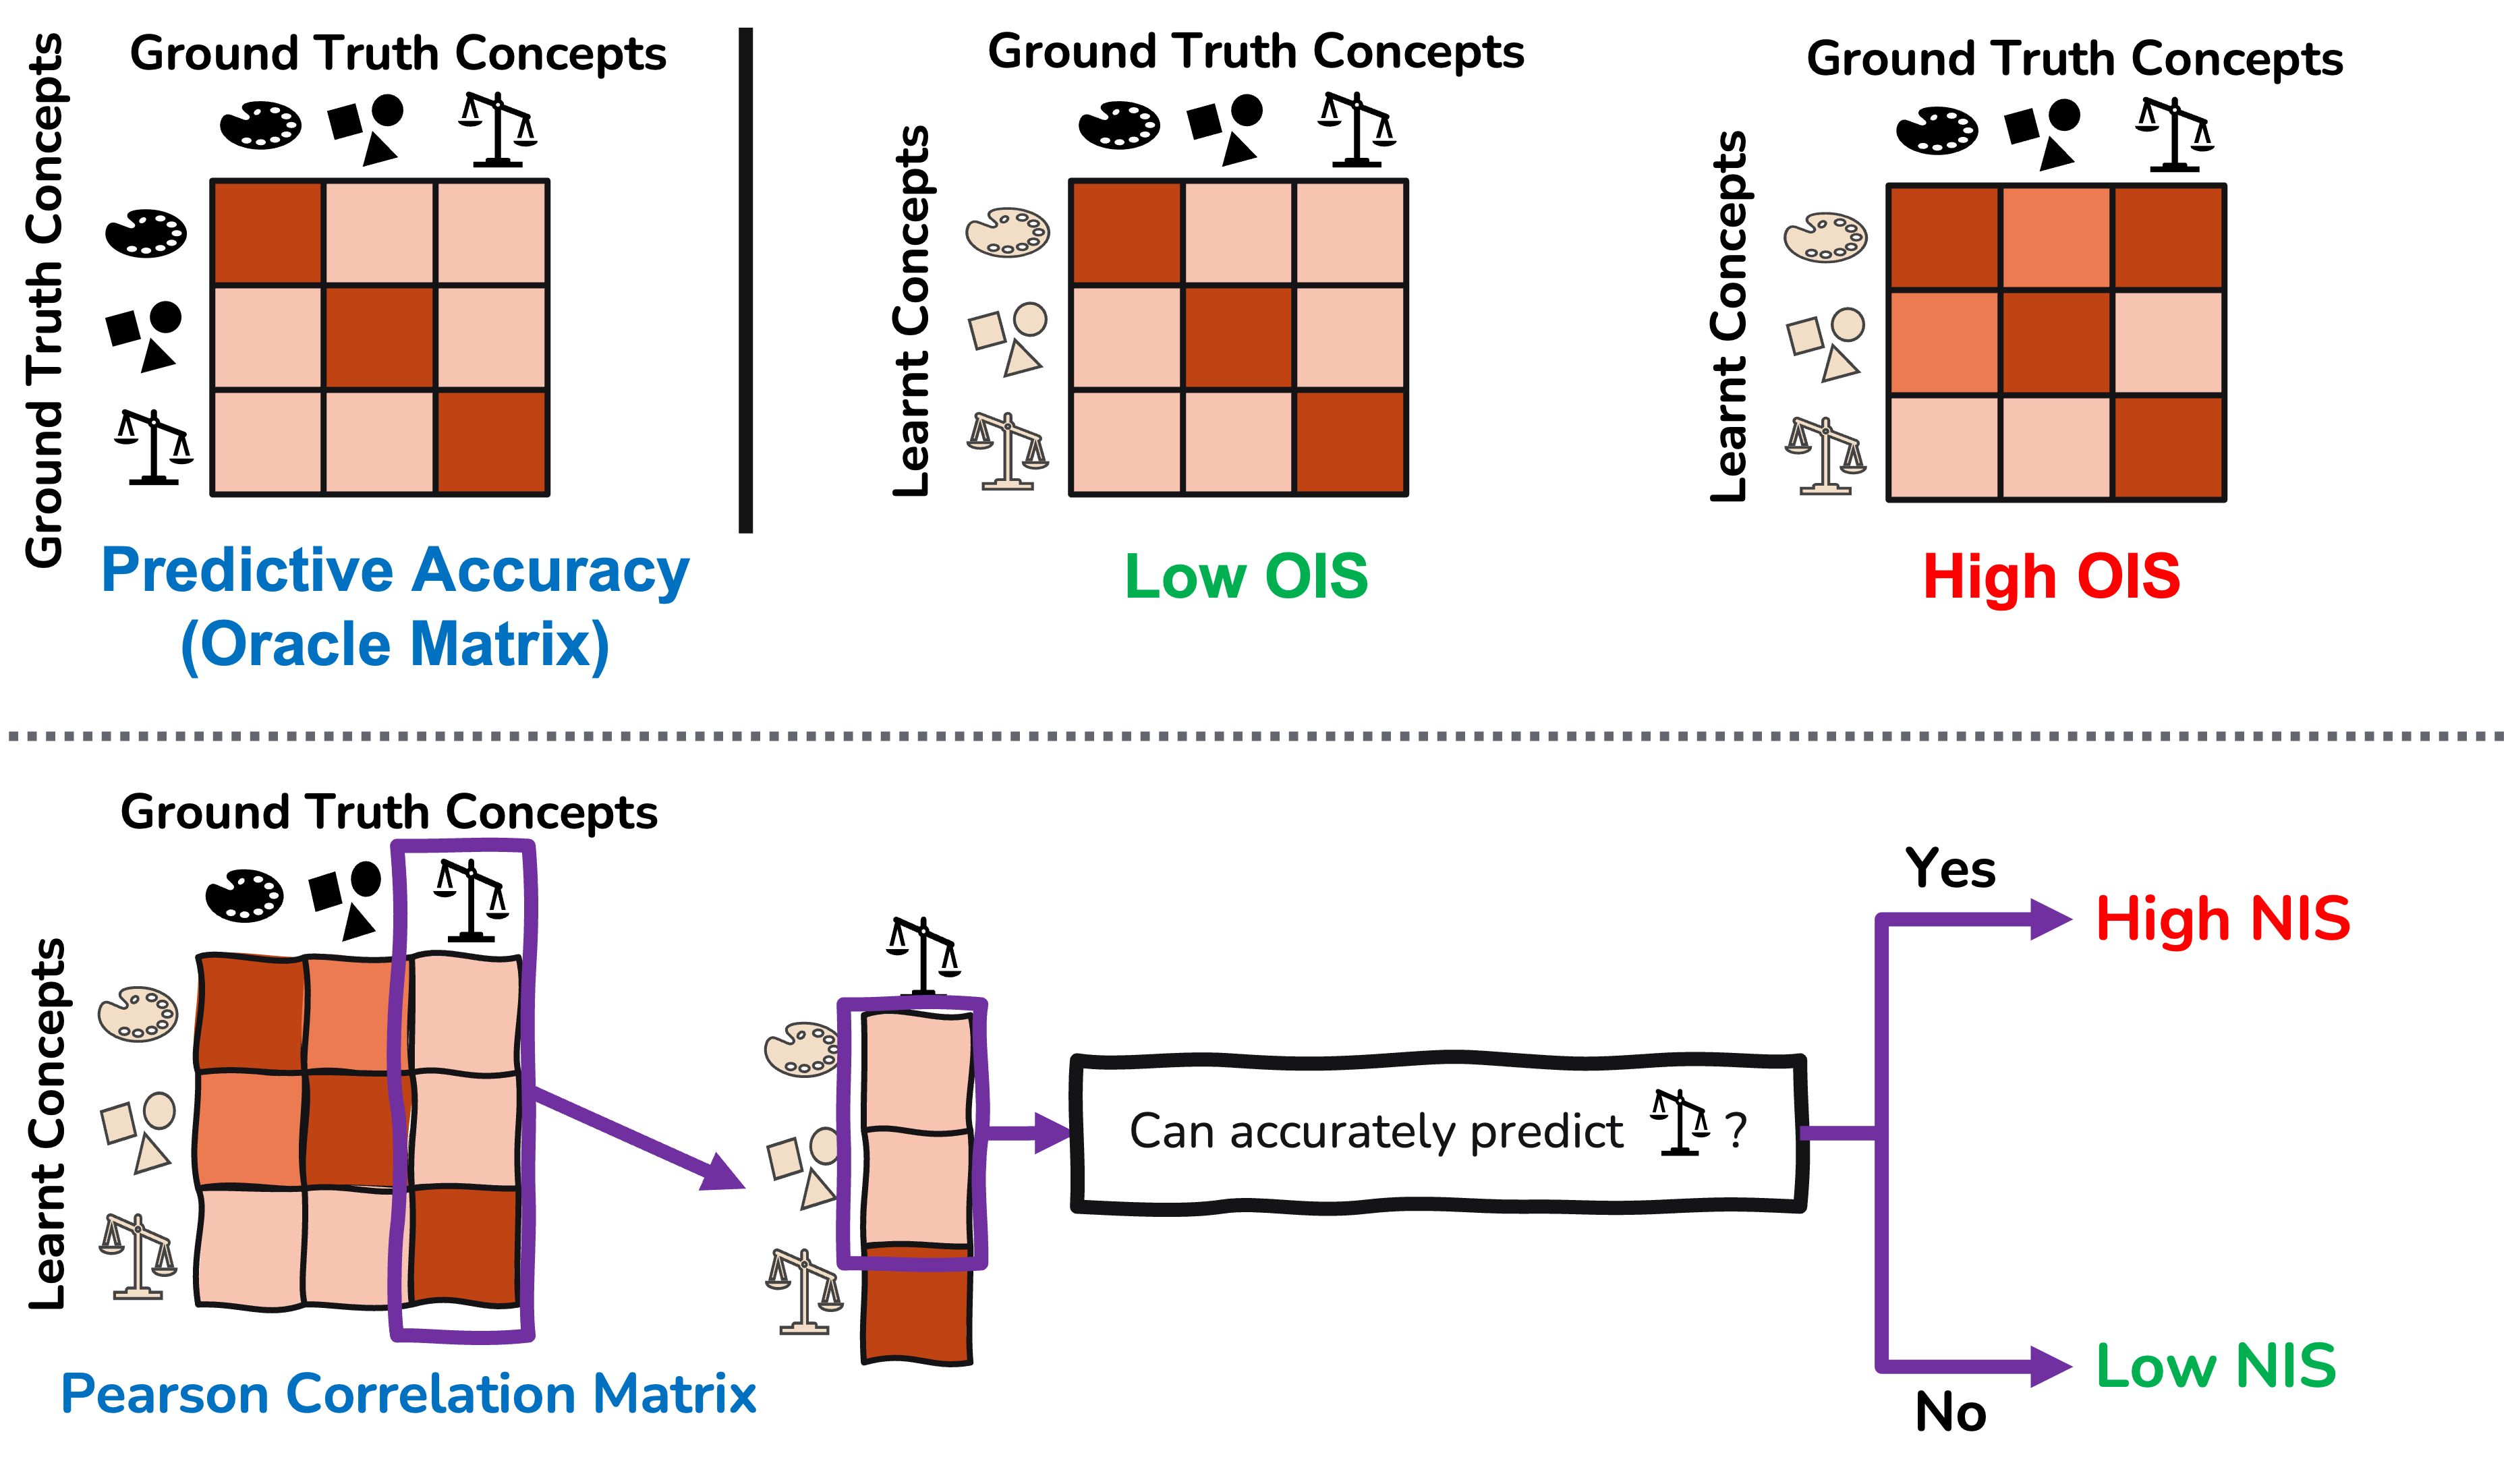 Ground Truth Concepts
Ground Truth Concepts
Predictive Accuracy
(Oracle Matrix)
Ground Truth Concepts
Learnt Concepts
Low OIS
Ground Truth Concepts
Learnt Concepts
High OIS
Ground Truth Concepts
Learnt Concepts
Pearson Correlation Matrix
Can accurately predict ?
Yes
High NIS
No
Low NIS